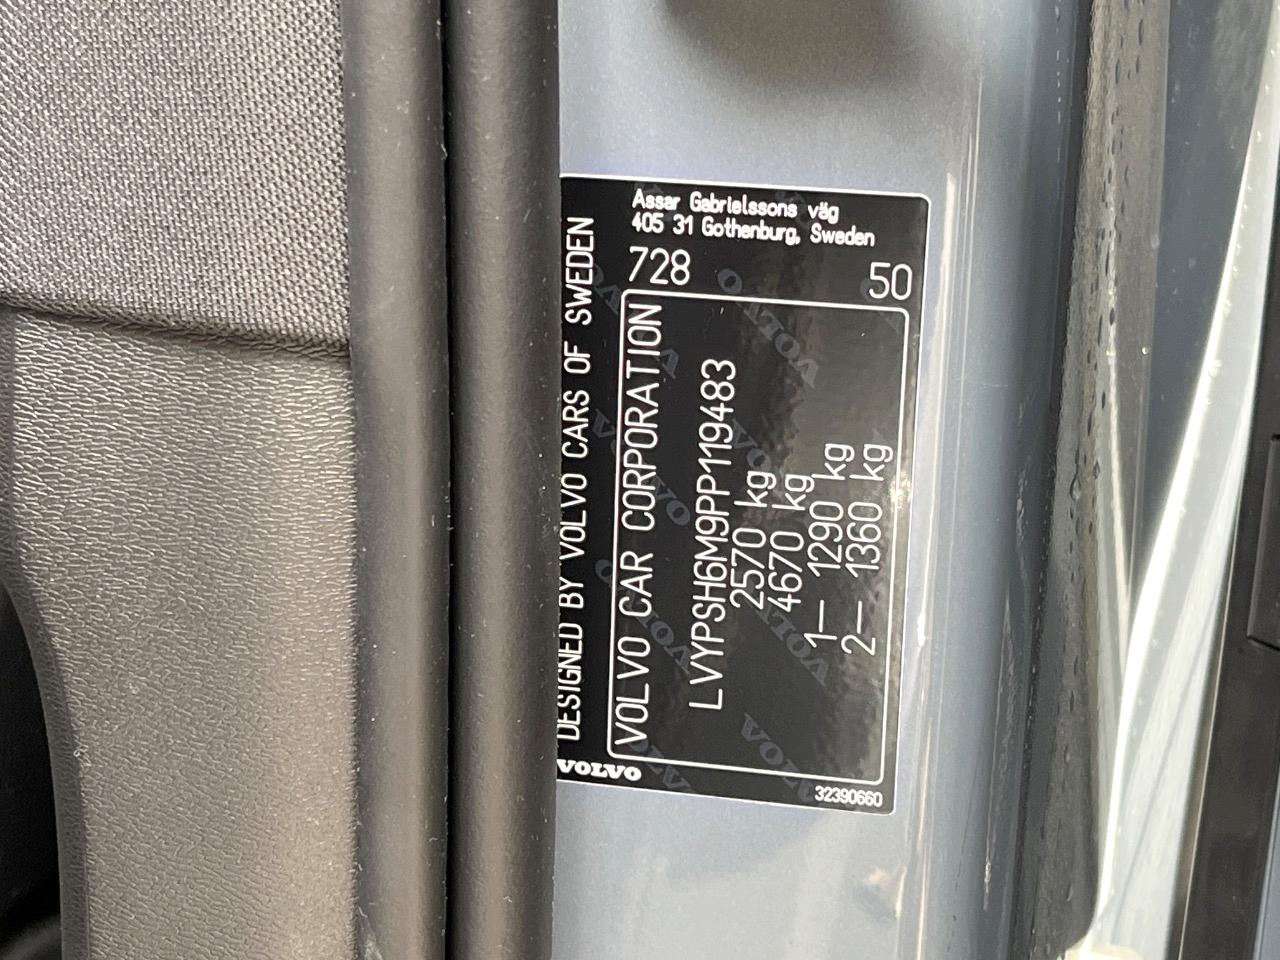 DESIGNED BY VOLVO CARS OF SWEDEN
VOLVO
Assar Gabrielssons väg
405 31 Gothenburg, Sweden
728
50
VOLVO CAR CORPORATION
LVYPSH6M9PP119483
2570 kg
4670 kg
1— 1290 kg
2— 1360 kg
32390660